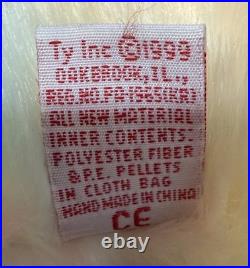 Ty Inc ©1999
OAKBROOK, IL.,
REG. NO. PA-1965(KR)
ALL NEW MATERIAL
INNER CONTENTS:
POLYESTER FIBER
& P.E. PELLETS
IN CLOTH BAG
HAND MADE IN CHINA
CE